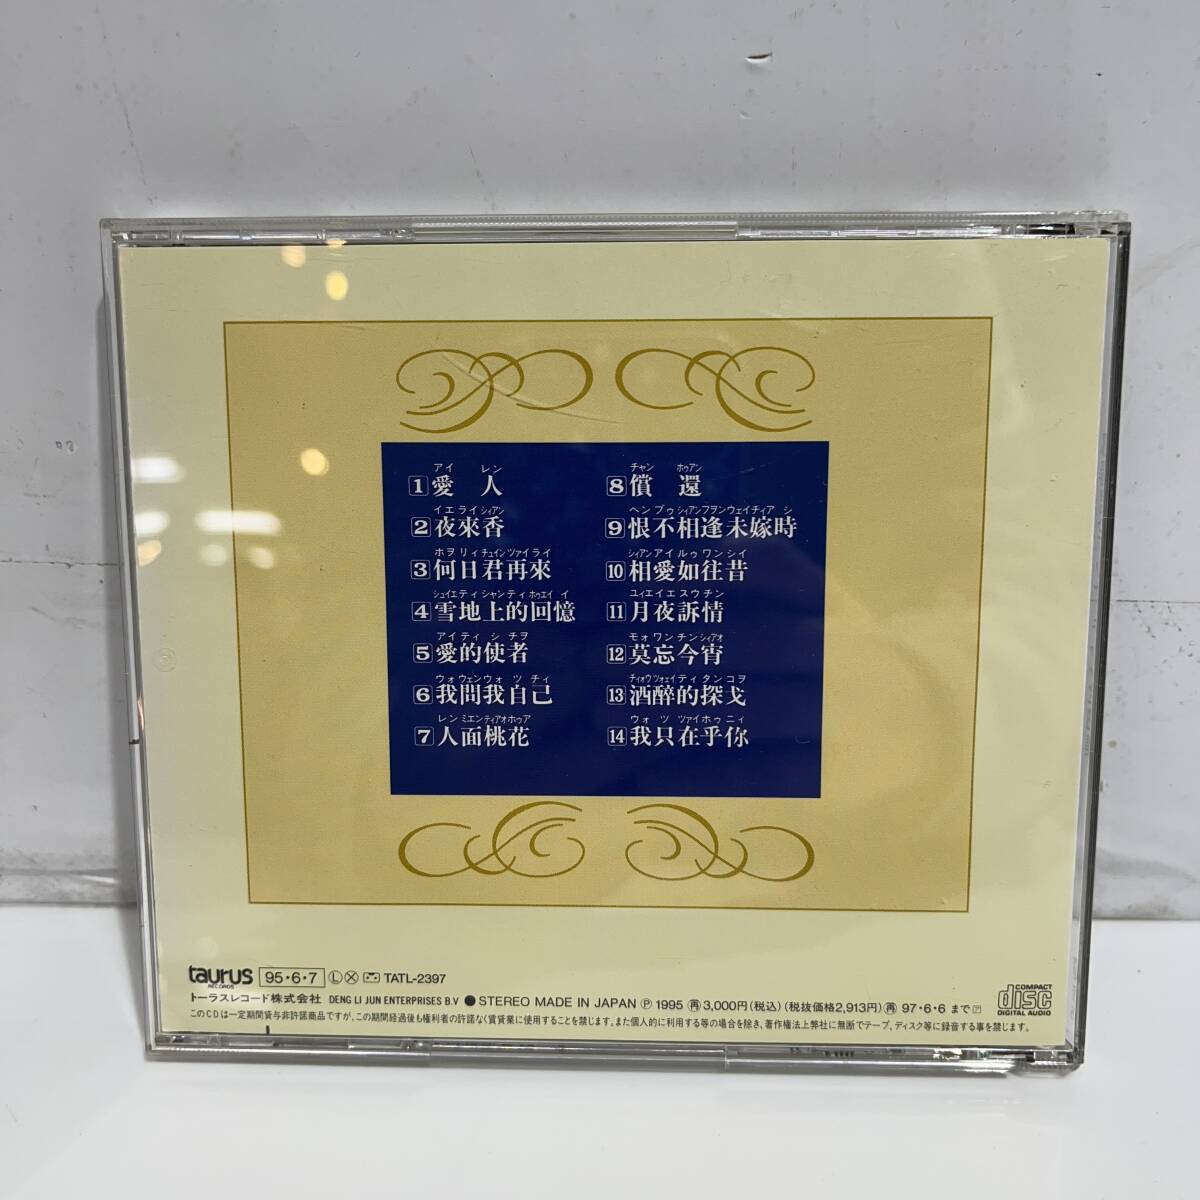 アイ レン
1 愛人
イエライシィアン
2 夜來香
ホヲリィチュインツァイライ
3 何日君再來
シュイエティシャンティホゥエイイ
4 雪地上的回憶
アイティシチヲ
5 愛的使者
ウォウェンウォツチィ
6 我問我自己
レンミエンティアオホゥア
7 人面桃花
チャン ホゥアン
8 償還
ヘンブゥシィアンフヲンウェイチィアシ
9 恨不相逢未嫁時
シィアンアイルゥワンシイ
10 相愛如往昔
ユィエイエスウチン
11 月夜訴情
モォワンチンシィアオ
12 莫忘今宵
チィオウツォェイティタンコヲ
13 酒醉的探戈
ウォツツァイホゥニィ
14 我只在乎你
taurus RECORDS 95・6・7 Ⓛ TATL-2397
トーラスレコード株式会社 DENG LI JUN ENTERPRISES B.V ● STEREO MADE IN JAPAN Ⓟ 1995 ㊢ 3,000円(税込)(税抜価格2,913円) ㊢ 97・6・6 まで
このCDは一定期間貸与非許諾商品ですが、この期間経過後も権利者の許諾なく賃貸業に使用することを禁じます。また個人的に利用する等の場合を除き、著作権法上弊社に無断でテープ、ディスク等に録音する事を禁じます。
COMPACT disc DIGITAL AUDIO